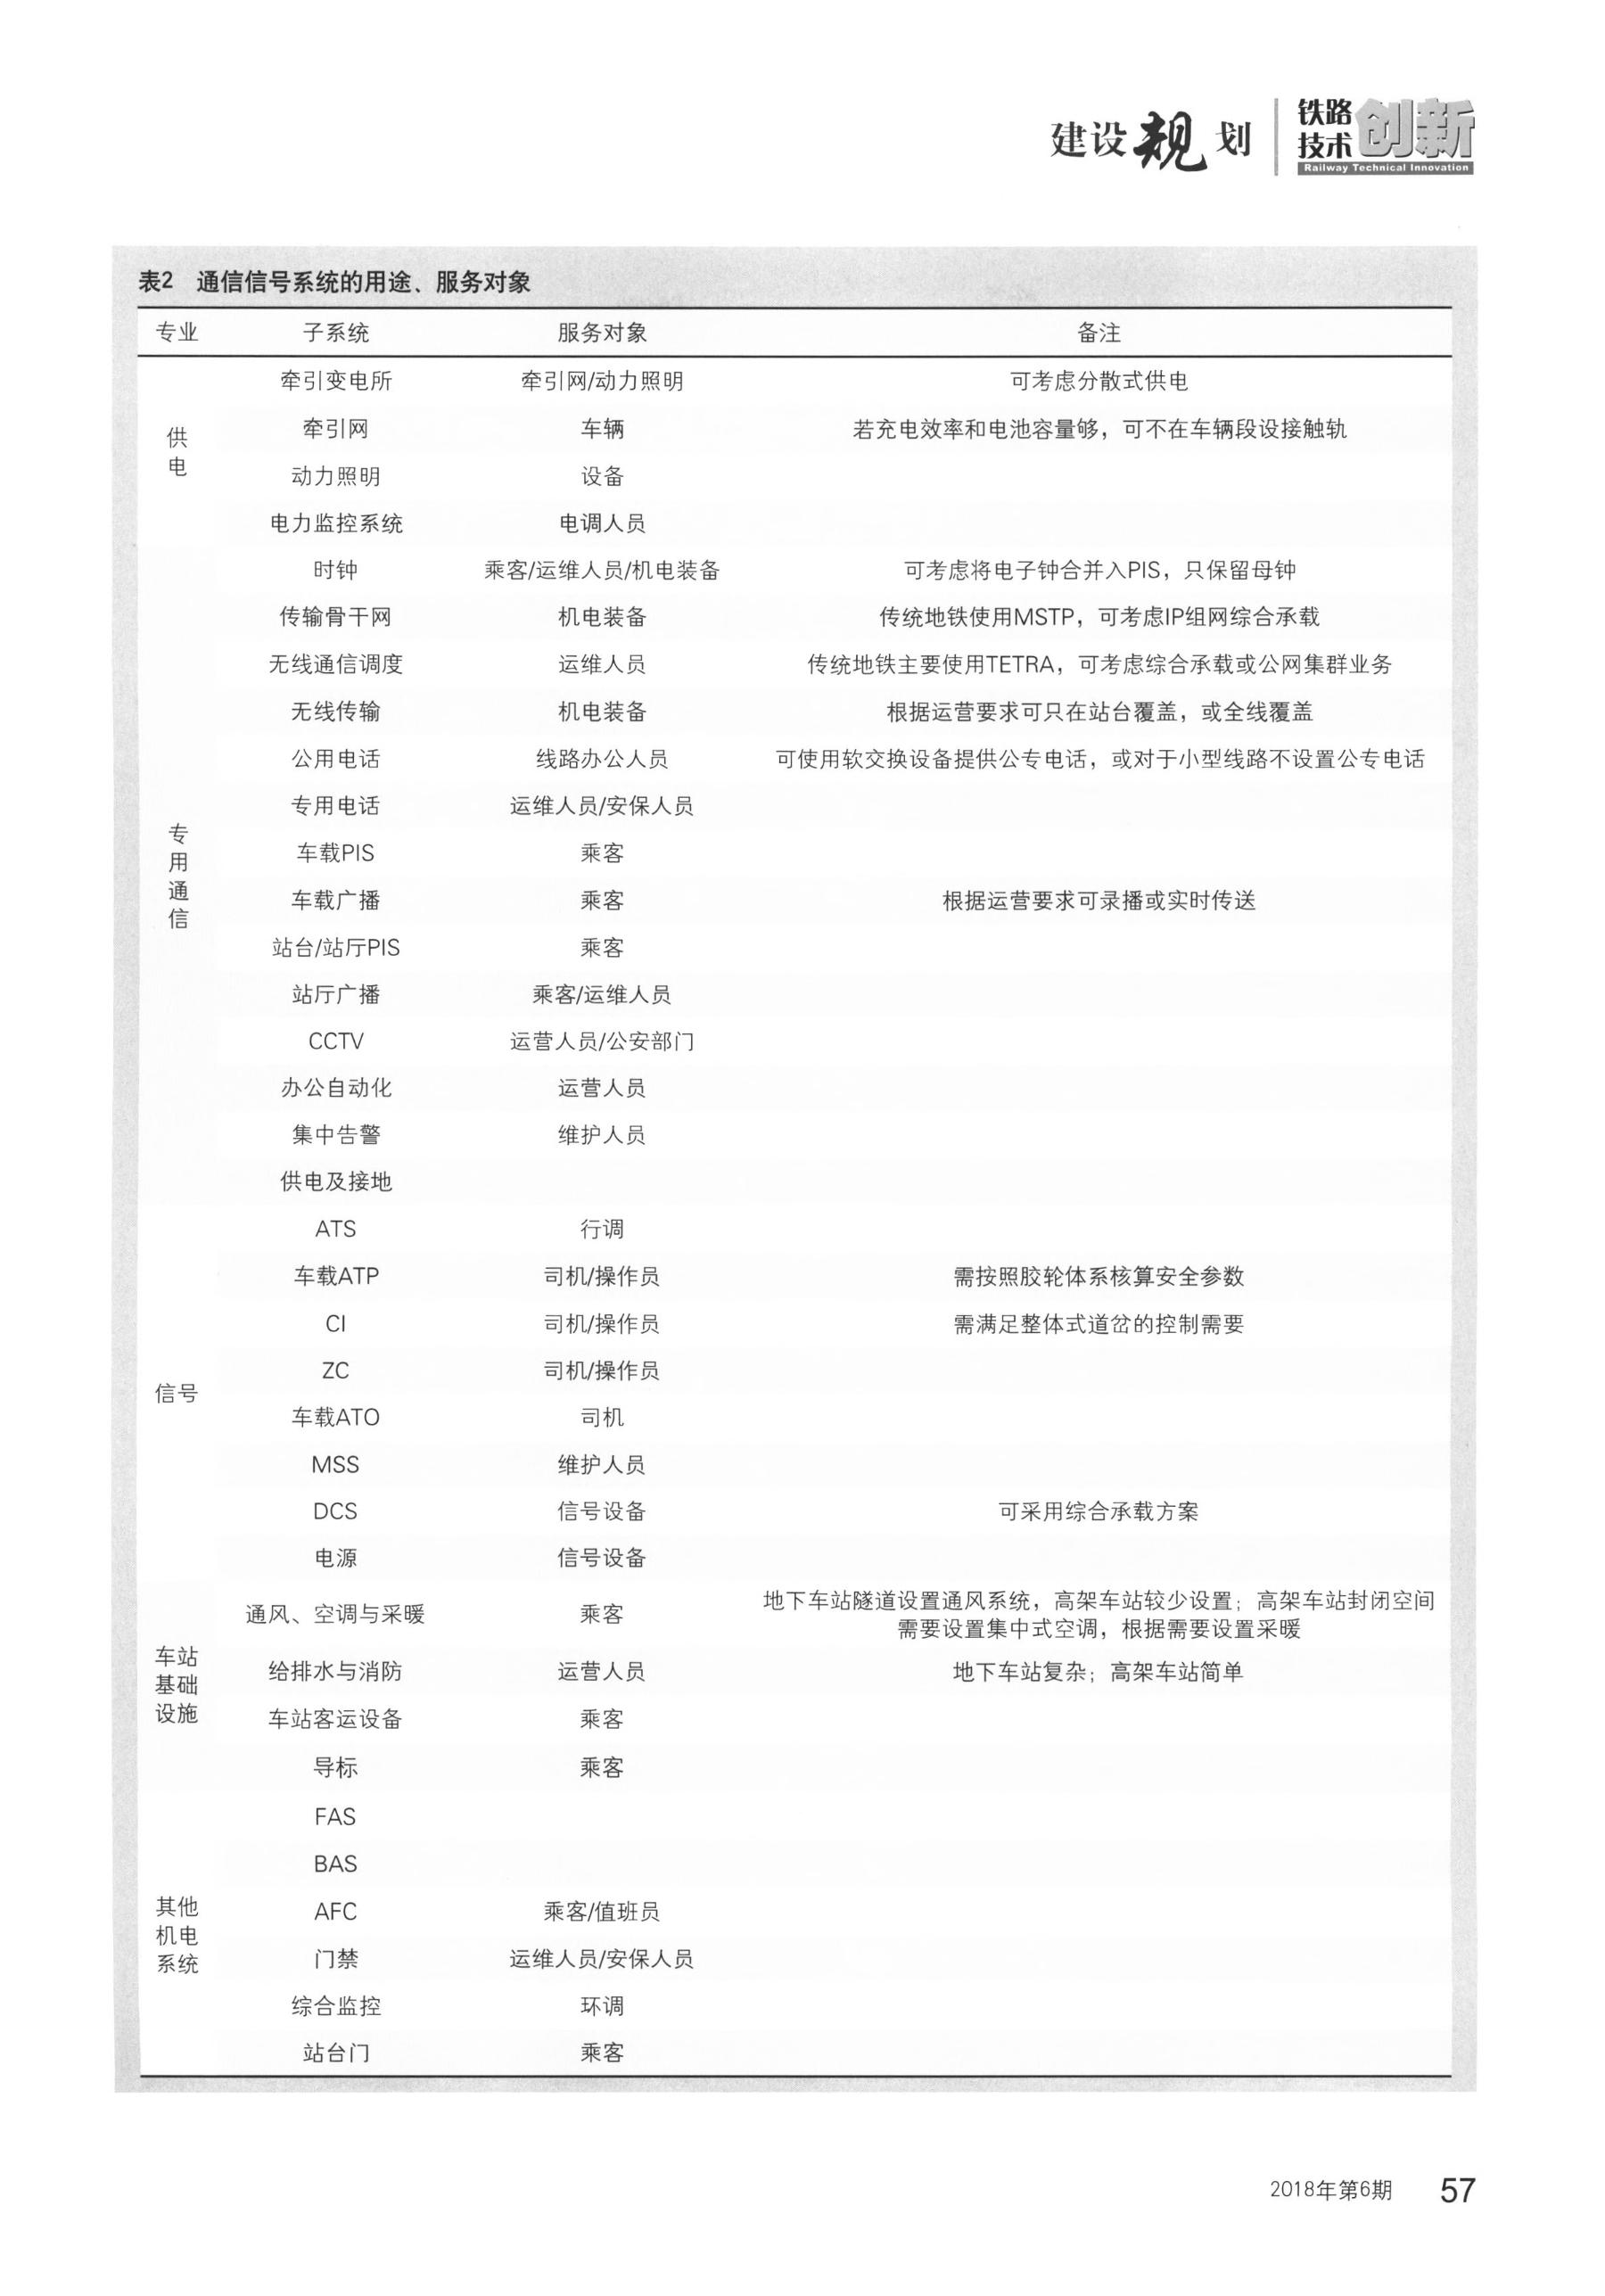 建设规划
铁路
技术
创新
Railway Technical Innovation
表2 通信信号系统的用途、服务对象
专业 子系统 服务对象 备注
供电
牵引变电所 牵引网/动力照明 可考虑分散式供电
牵引网 车辆 若充电效率和电池容量够，可不在车辆段设接触轨
动力照明 设备
电力监控系统 电调人员
专用通信
时钟 乘客/运维人员/机电装备 可考虑将电子钟合并入PIS，只保留母钟
传输骨干网 机电装备 传统地铁使用MSTP，可考虑IP组网综合承载
无线通信调度 运维人员 传统地铁主要使用TETRA，可考虑综合承载或公网集群业务
无线传输 机电装备 根据运营要求可只在站台覆盖，或全线覆盖
公用电话 线路办公人员 可使用软交换设备提供公专电话，或对于小型线路不设置公专电话
专用电话 运维人员/安保人员
车载PIS 乘客
车载广播 乘客 根据运营要求可录播或实时传送
站台/站厅PIS 乘客
站厅广播 乘客/运维人员
CCTV 运营人员/公安部门
办公自动化 运营人员
集中告警 维护人员
供电及接地
信号
ATS 行调
车载ATP 司机/操作员 需按照胶轮体系核算安全参数
CI 司机/操作员 需满足整体式道岔的控制需要
ZC 司机/操作员
车载ATO 司机
MSS 维护人员
DCS 信号设备 可采用综合承载方案
电源 信号设备
车站
基础
设施
通风、空调与采暖 乘客 地下车站隧道设置通风系统，高架车站较少设置；高架车站封闭空间
需要设置集中式空调，根据需要设置采暖
给排水与消防 运营人员 地下车站复杂；高架车站简单
车站客运设备 乘客
导标 乘客
其他
机电
系统
FAS
BAS
AFC 乘客/值班员
门禁 运维人员/安保人员
综合监控 环调
站台门 乘客
2018年第6期 57